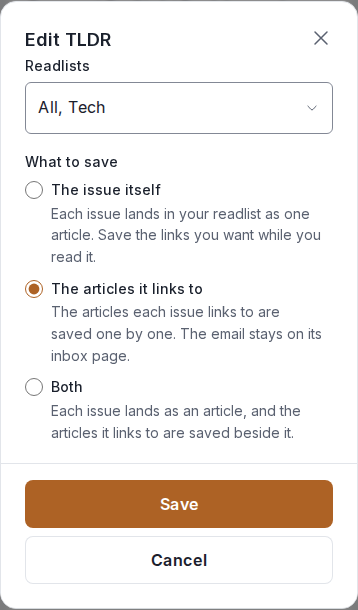 Edit TLDR
Readlists
All, Tech
What to save
The issue itself
Each issue lands in your readlist as one
article. Save the links you want while you
read it.
The articles it links to
The articles each issue links to are
saved one by one. The email stays on its
inbox page.
Both
Each issue lands as an article, and the
articles it links to are saved beside it.
Save
Cancel